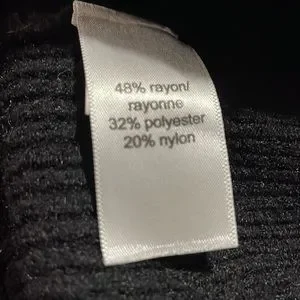 48% rayon/
rayonne
32% polyester
20% nylon